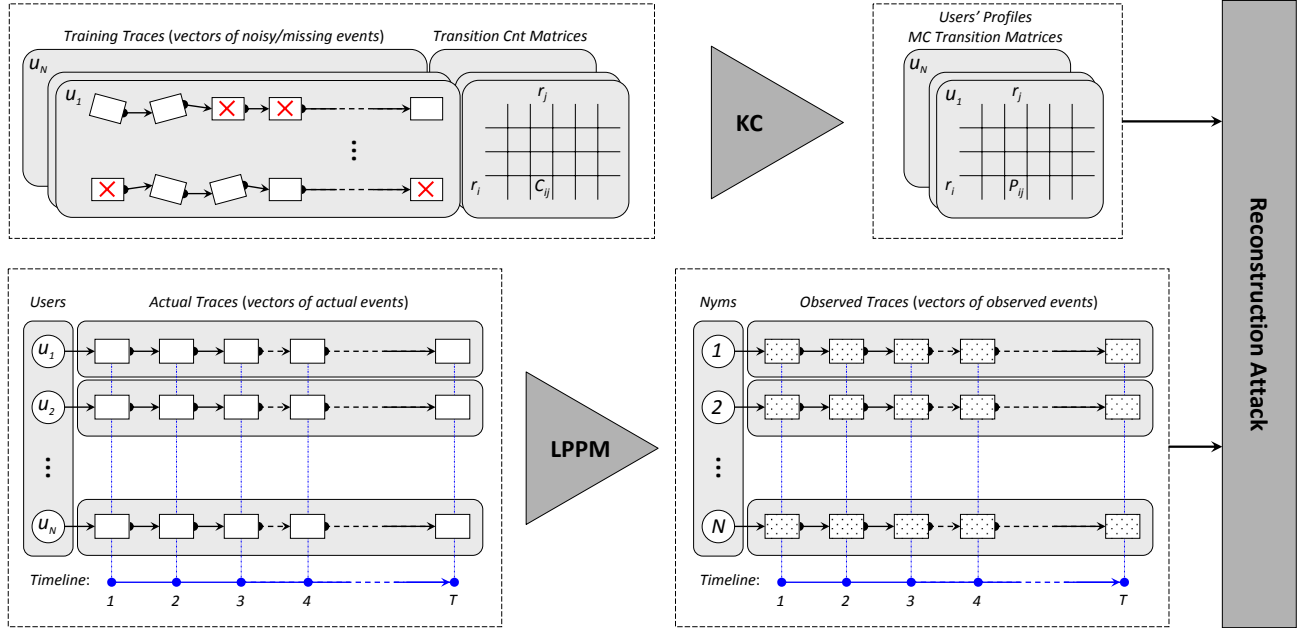 Training Traces (vectors of noisy/missing events)
Transition Cnt Matrices
u_N
u_1
r_j
r_i
C_ij
KC
Users' Profiles
MC Transition Matrices
u_N
u_1
r_j
r_i
P_ij
Reconstruction Attack
Users
Actual Traces (vectors of actual events)
u_1
u_2
u_N
Timeline:
1 2 3 4 T
LPPM
Nyms
Observed Traces (vectors of observed events)
1
2
N
Timeline:
1 2 3 4 T